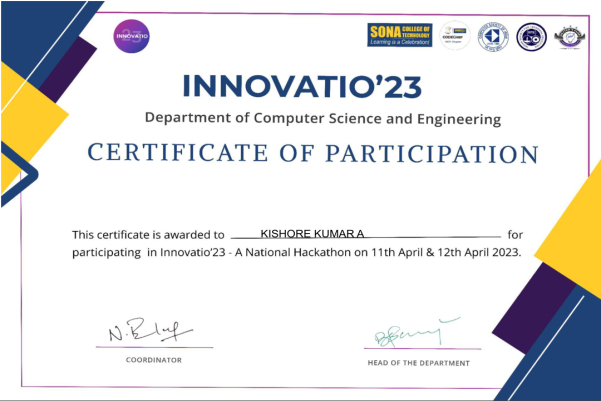 23
INNOVATIO
SONA COLLEGE OF TECHNOLOGY
Learning is a Celebration!
CODECHEF
INNOVATIO'23
Department of Computer Science and Engineering
CERTIFICATE OF PARTICIPATION
This certificate is awarded to KISHORE KUMAR A for
participating in Innovatio'23 - A National Hackathon on 11th April & 12th April 2023.
COORDINATOR
HEAD OF THE DEPARTMENT